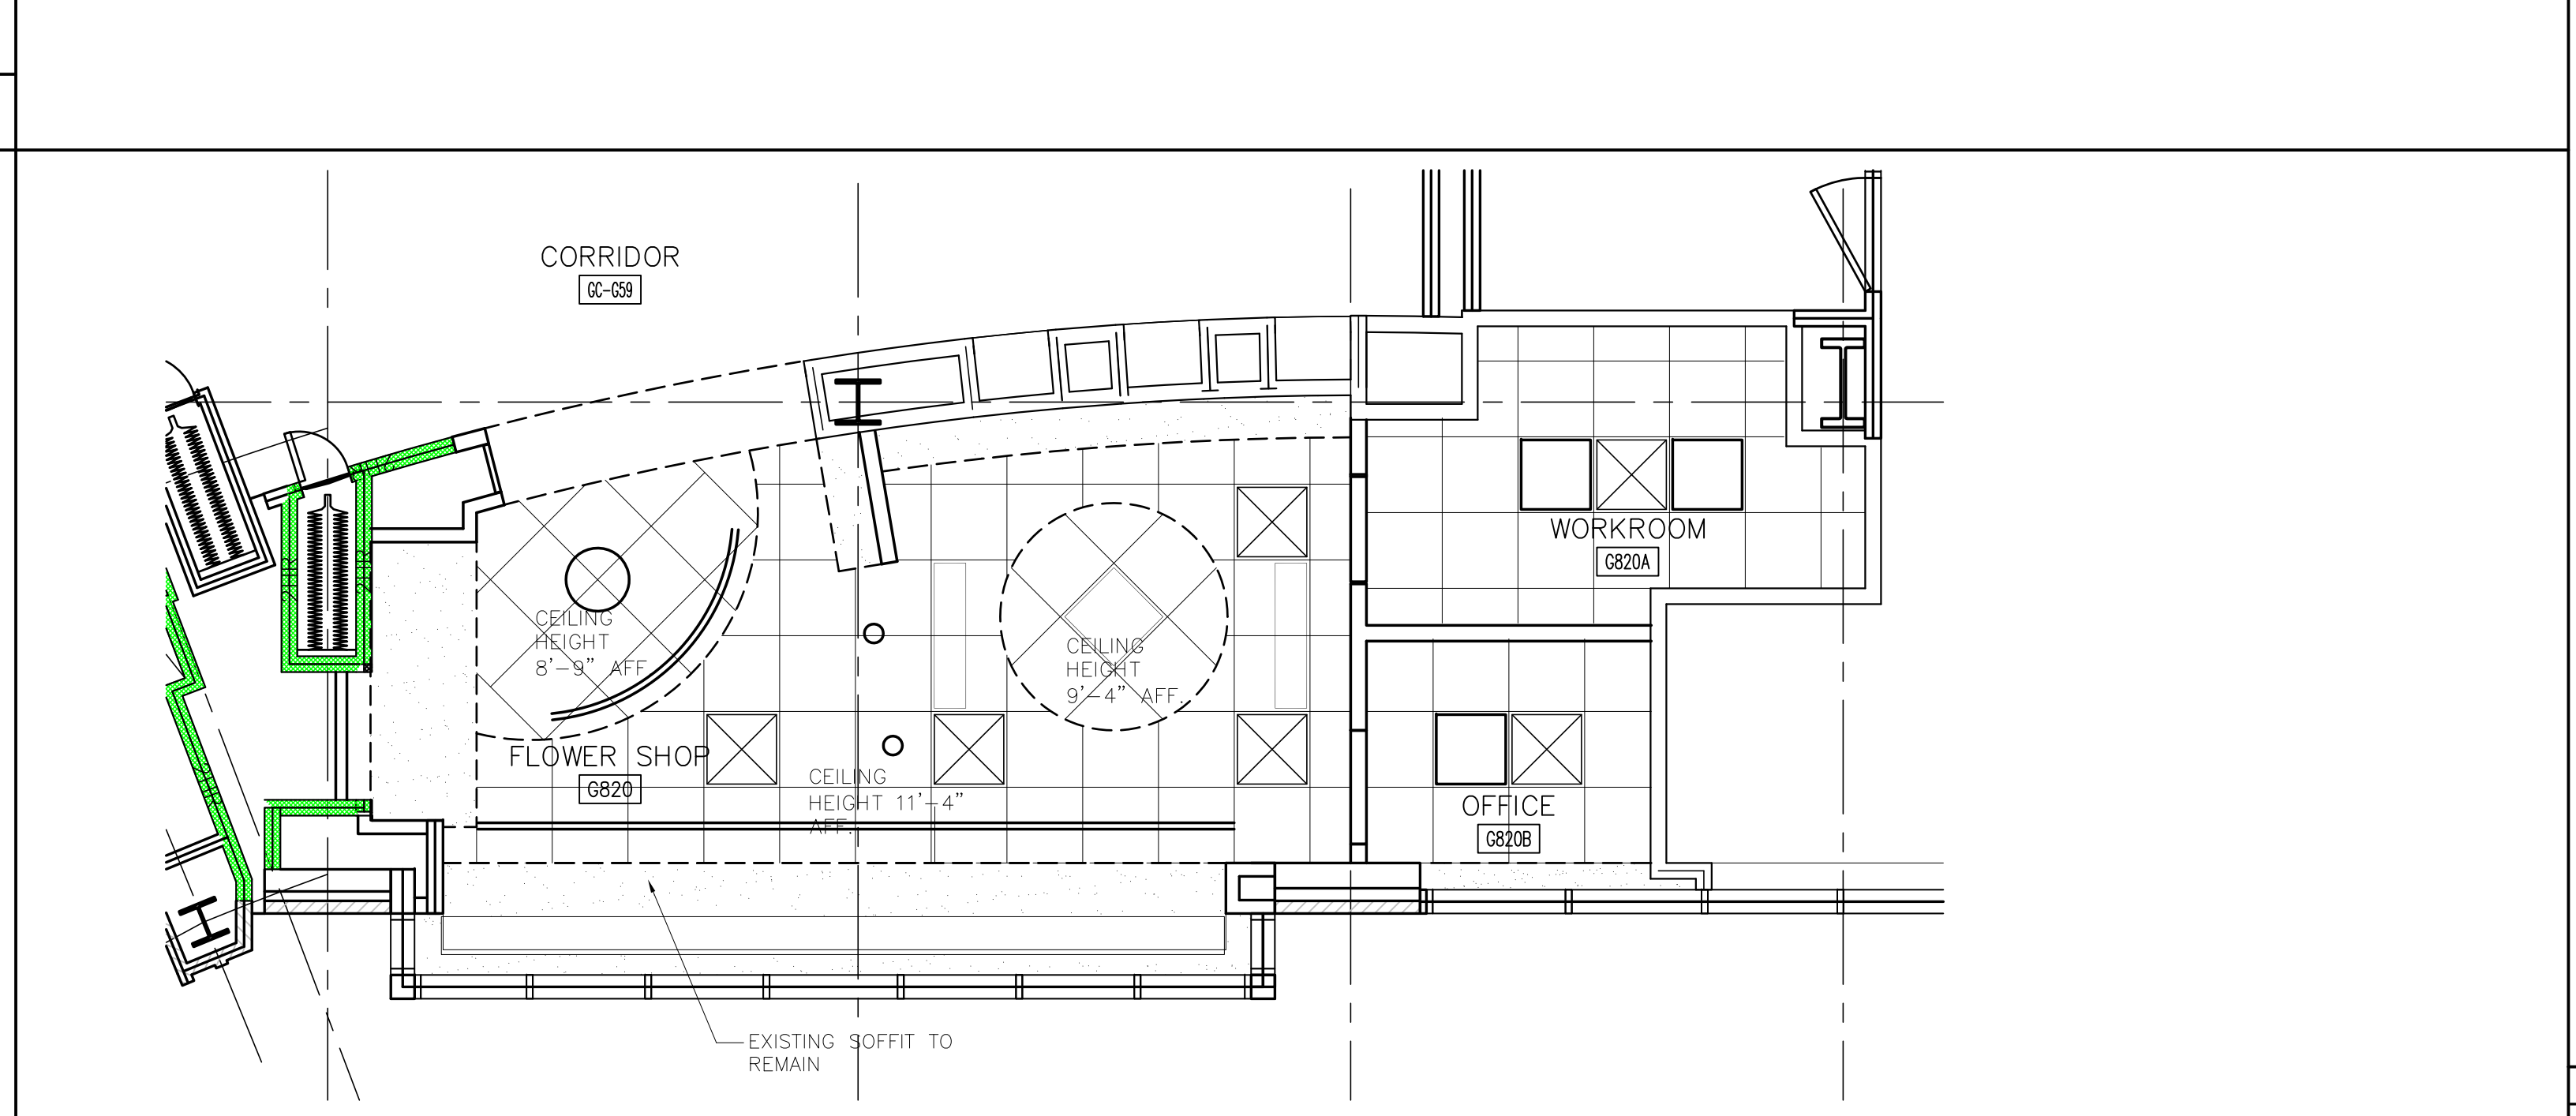 CORRIDOR
GC-G59
CEILING
HEIGHT
8'-9" AFF
CEILING
HEIGHT
9'-4" AFF.
WORKROOM
G820A
FLOWER SHOP
G820
CEILING
HEIGHT 11'-4"
AFF.
OFFICE
G820B
EXISTING SOFFIT TO
REMAIN